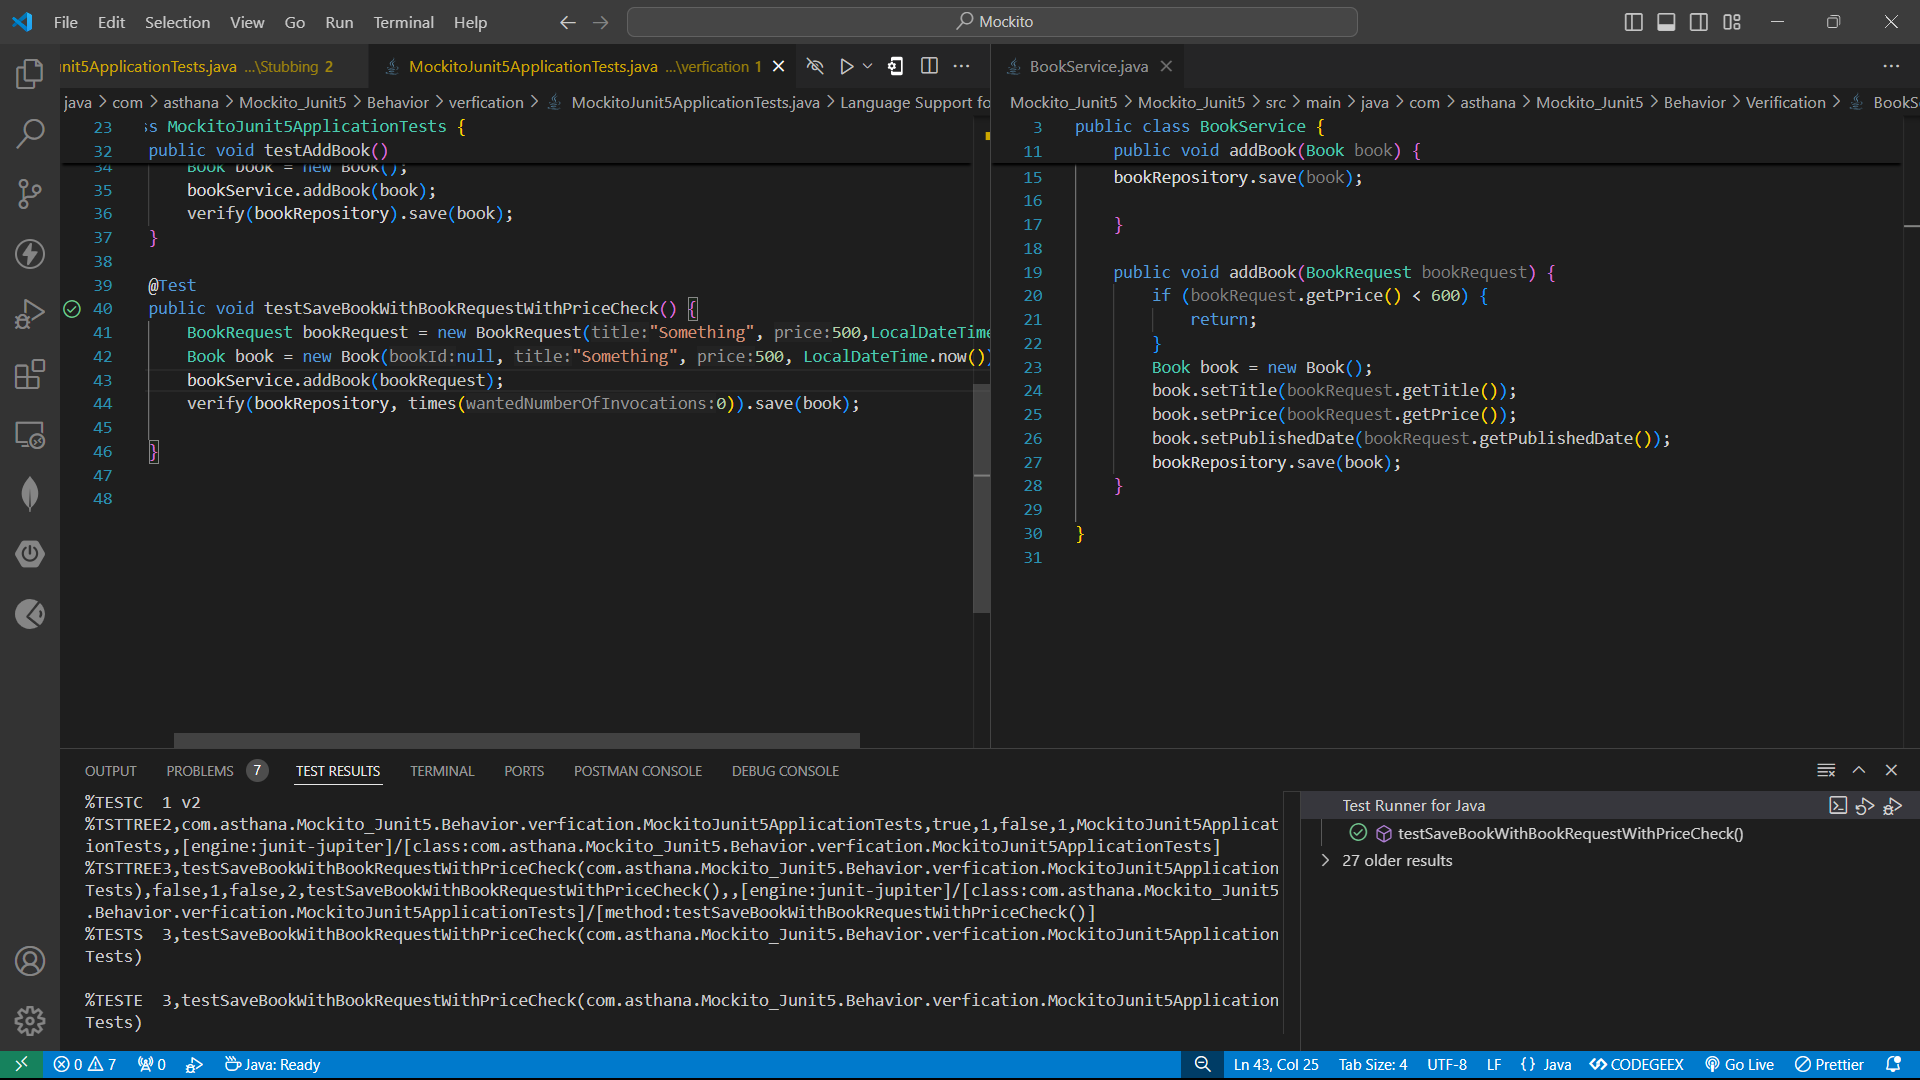 File Edit Selection View Go Run Terminal Help
Mockito
unit5ApplicationTests.java ...\Stubbing 2
MockitoJunit5ApplicationTests.java ...\verfication 1
java > com > asthana > Mockito_Junit5 > Behavior > verfication > MockitoJunit5ApplicationTests.java > Language Support fo
23 ss MockitoJunit5ApplicationTests {
32 public void testAddBook()
34 Book book = new Book();
35 bookService.addBook(book);
36 verify(bookRepository).save(book);
37 }
38
39 @Test
40 public void testSaveBookWithBookRequestWithPriceCheck() {
41 BookRequest bookRequest = new BookRequest(title:"Something", price:500,LocalDateTime
42 Book book = new Book(bookId:null, title:"Something", price:500, LocalDateTime.now())
43 bookService.addBook(bookRequest);
44 verify(bookRepository, times(wantedNumberOfInvocations:0)).save(book);
45
46 }
47
48
BookService.java
Mockito_Junit5 > Mockito_Junit5 > src > main > java > com > asthana > Mockito_Junit5 > Behavior > Verification > BookS
3 public class BookService {
11 public void addBook(Book book) {
15 bookRepository.save(book);
16
17 }
18
19 public void addBook(BookRequest bookRequest) {
20 if (bookRequest.getPrice() < 600) {
21 return;
22 }
23 Book book = new Book();
24 book.setTitle(bookRequest.getTitle());
25 book.setPrice(bookRequest.getPrice());
26 book.setPublishedDate(bookRequest.getPublishedDate());
27 bookRepository.save(book);
28 }
29
30 }
31
OUTPUT PROBLEMS 7 TEST RESULTS TERMINAL PORTS POSTMAN CONSOLE DEBUG CONSOLE
%TESTC 1 v2
%TSTTREE2,com.asthana.Mockito_Junit5.Behavior.verfication.MockitoJunit5ApplicationTests,true,1,false,1,MockitoJunit5Applicat
ionTests,,[engine:junit-jupiter]/[class:com.asthana.Mockito_Junit5.Behavior.verfication.MockitoJunit5ApplicationTests]
%TSTTREE3,testSaveBookWithBookRequestWithPriceCheck(com.asthana.Mockito_Junit5.Behavior.verfication.MockitoJunit5Application
Tests),false,1,false,2,testSaveBookWithBookRequestWithPriceCheck(),,[engine:junit-jupiter]/[class:com.asthana.Mockito_Junit5
.Behavior.verfication.MockitoJunit5ApplicationTests]/[method:testSaveBookWithBookRequestWithPriceCheck()]
%TESTS 3,testSaveBookWithBookRequestWithPriceCheck(com.asthana.Mockito_Junit5.Behavior.verfication.MockitoJunit5Application
Tests)
%TESTE 3,testSaveBookWithBookRequestWithPriceCheck(com.asthana.Mockito_Junit5.Behavior.verfication.MockitoJunit5Application
Tests)
Test Runner for Java
testSaveBookWithBookRequestWithPriceCheck()
27 older results
0 7 0 Java: Ready
Ln 43, Col 25 Tab Size: 4 UTF-8 LF {} Java CODEGEEX Go Live Prettier